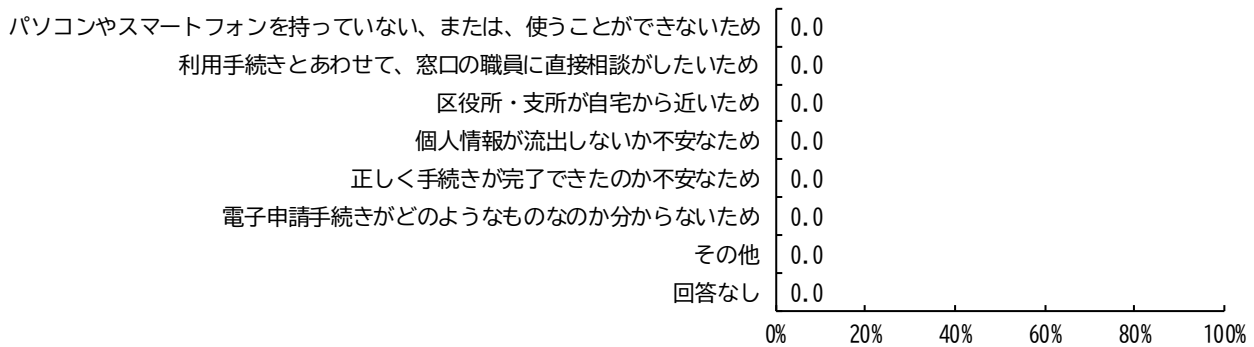 パソコンやスマートフォンを持っていない、または、使うことができないため 0.0
利用手続きとあわせて、窓口の職員に直接相談がしたいため 0.0
区役所・支所が自宅から近いため 0.0
個人情報が流出しないか不安なため 0.0
正しく手続きが完了できたのか不安なため 0.0
電子申請手続きがどのようなものなのか分からないため 0.0
その他 0.0
回答なし 0.0
0% 20% 40% 60% 80% 100%